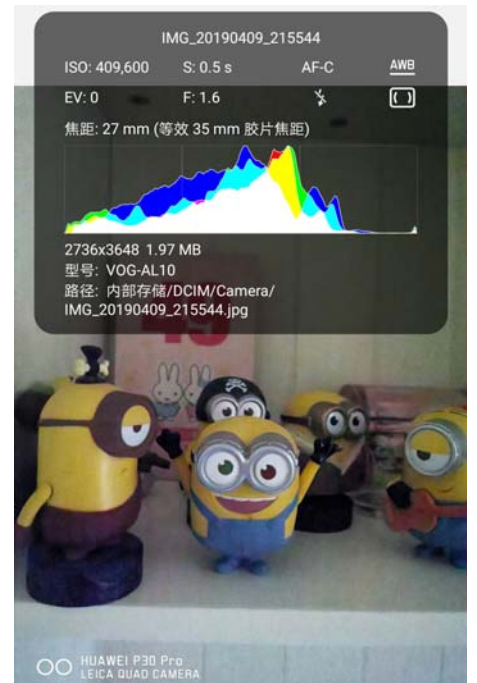 IMG_20190409_215544
ISO: 409,600 S: 0.5 s AF-C AWB
EV: 0 F: 1.6
焦距: 27 mm (等效 35 mm 胶片焦距)
2736x3648 1.97 MB
型号: VOG-AL10
路径: 内部存储/DCIM/Camera/
IMG_20190409_215544.jpg
49
HUAWEI P30 Pro
LEICA QUAD CAMERA